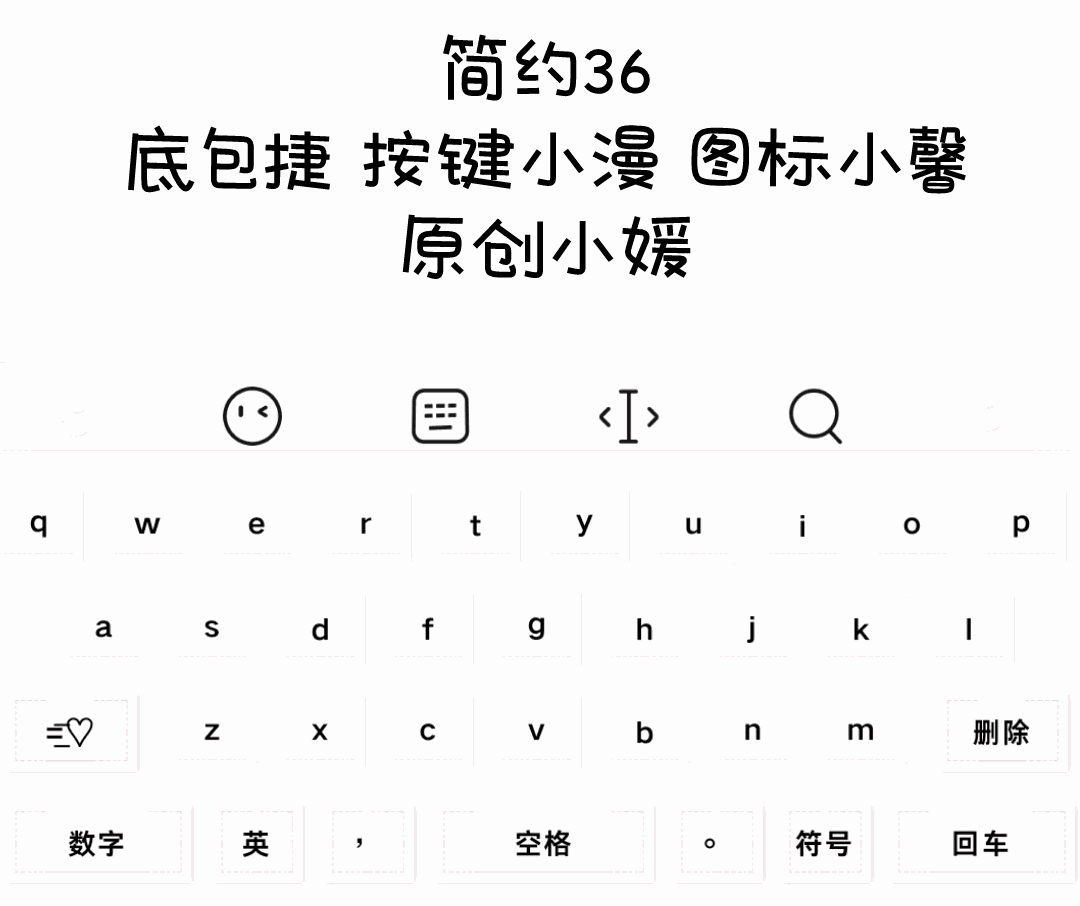 简约36
底包捷 按键小漫 图标小馨
原创小媛
q w e r t y u i o p
a s d f g h j k l
z x c v b n m 删除
数字 英 ， 空格 。 符号 回车